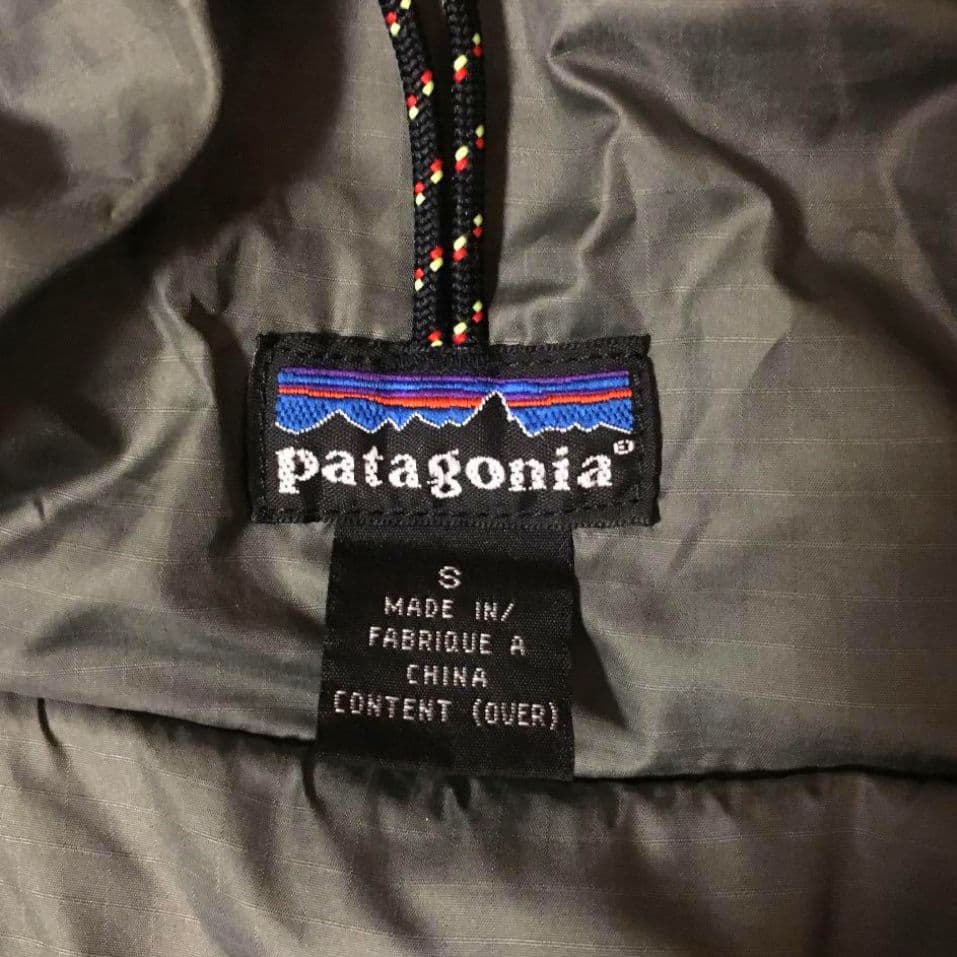 patagonia®
S
MADE IN/
FABRIQUE A
CHINA
CONTENT (OVER)